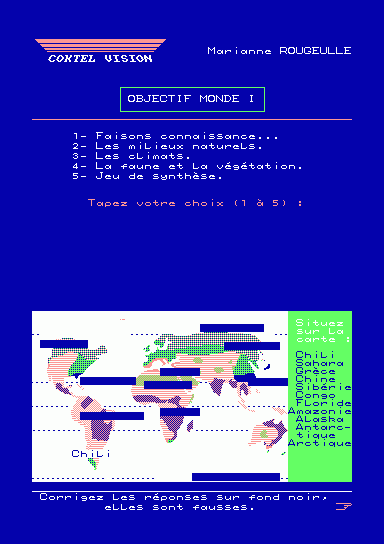 COKTEL VISION
Marianne ROUGEULLE
OBJECTIF MONDE I
1- Faisons connaissance...
2- Les milieux naturels.
3- Les climats.
4- La faune et la végétation.
5- Jeu de synthèse.
Tapez votre choix (1 à 5) :
Situez
sur la
carte :
Chili
Sahara
Grèce
Chine
Sibérie
Congo
Floride
Amazonie
Alaska
Antarc-
tique
Arctique
Chili
Corrigez les réponses sur fond noir,
elles sont fausses.